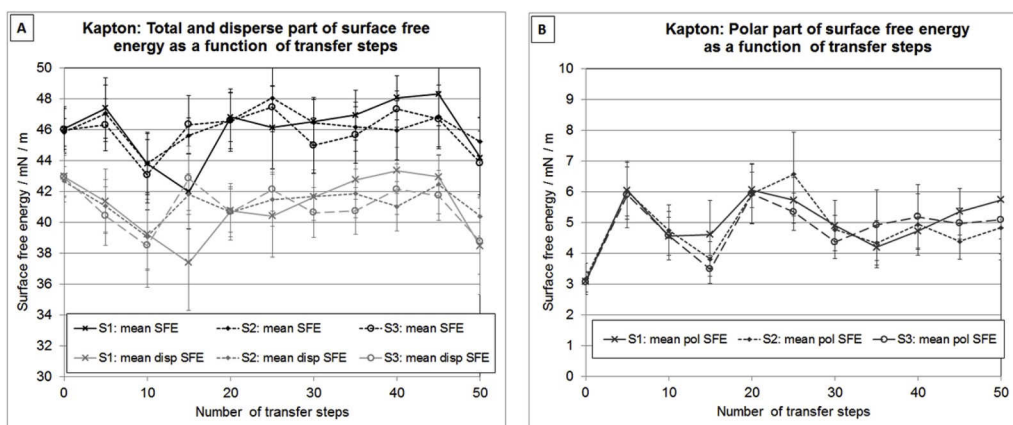 A
Kapton: Total and disperse part of surface free
energy as a function of transfer steps
Surface free energy / mN / m
50
48
46
44
42
40
38
36
34
32
30
S1: mean SFE S2: mean SFE S3: mean SFE
S1: mean disp SFE S2: mean disp SFE S3: mean disp SFE
0 10 20 30 40 50
Number of transfer steps
B
Kapton: Polar part of surface free energy
as a function of transfer steps
Surface free energy / mN / m
10
9
8
7
6
5
4
3
2
1
0
S1: mean pol SFE S2: mean pol SFE S3: mean pol SFE
0 10 20 30 40 50
Number of transfer steps